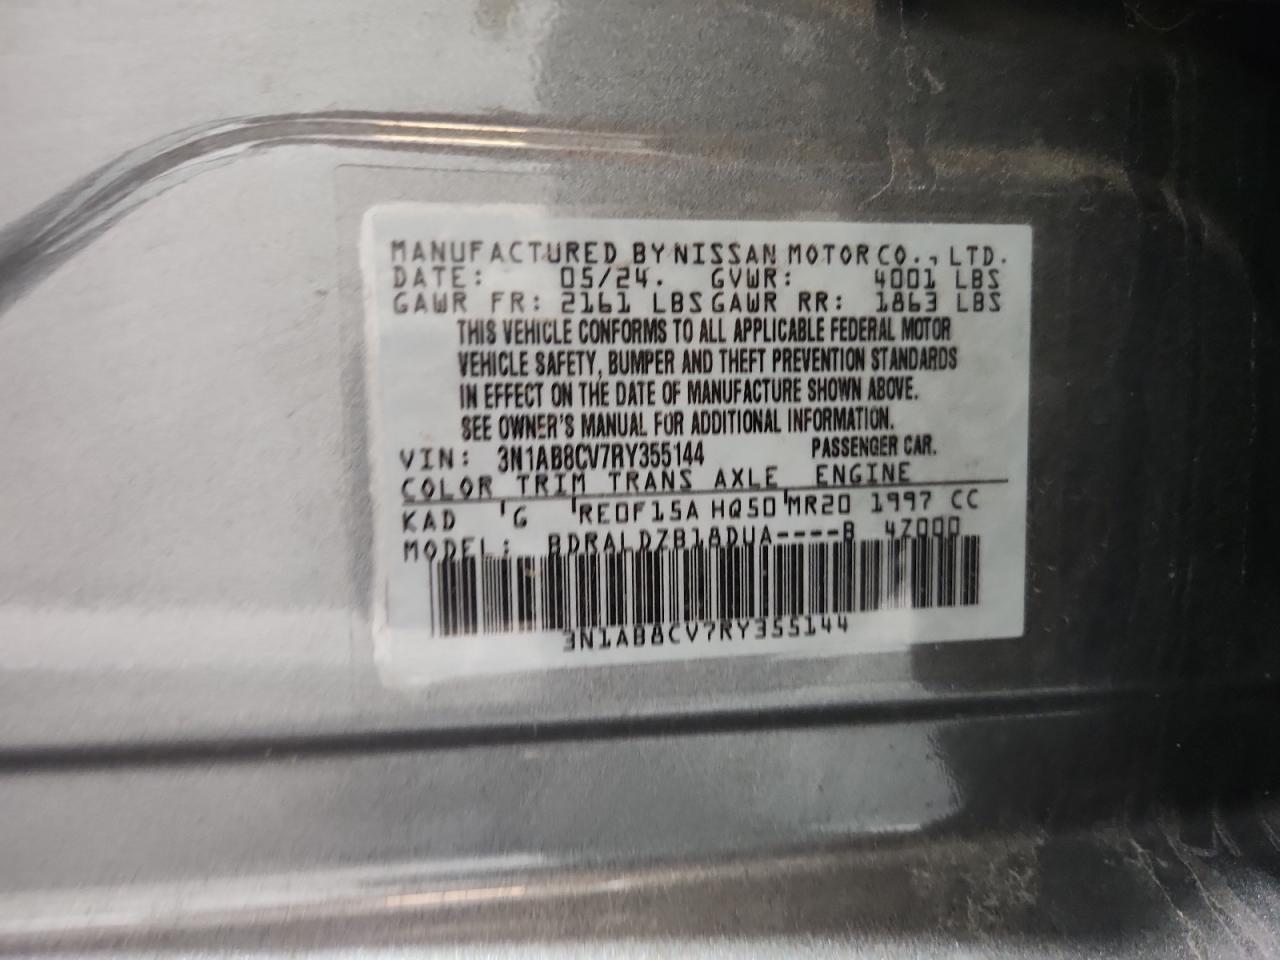 MANUFACTURED BY NISSAN MOTOR CO., LTD.
DATE: 05/24. GVWR: 4001 LBS
GAWR FR: 2161 LBS GAWR RR: 1863 LBS
THIS VEHICLE CONFORMS TO ALL APPLICABLE FEDERAL MOTOR
VEHICLE SAFETY, BUMPER AND THEFT PREVENTION STANDARDS
IN EFFECT ON THE DATE OF MANUFACTURE SHOWN ABOVE.
SEE OWNER'S MANUAL FOR ADDITIONAL INFORMATION.
VIN: 3N1AB8CV7RY355144 PASSENGER CAR.
COLOR TRIM TRANS AXLE ENGINE
KAD G RE0F15A HQ50 MR20 1997 CC
MODEL: BDRALDZB18DUA----B 4Z000
3N1AB8CV7RY355144